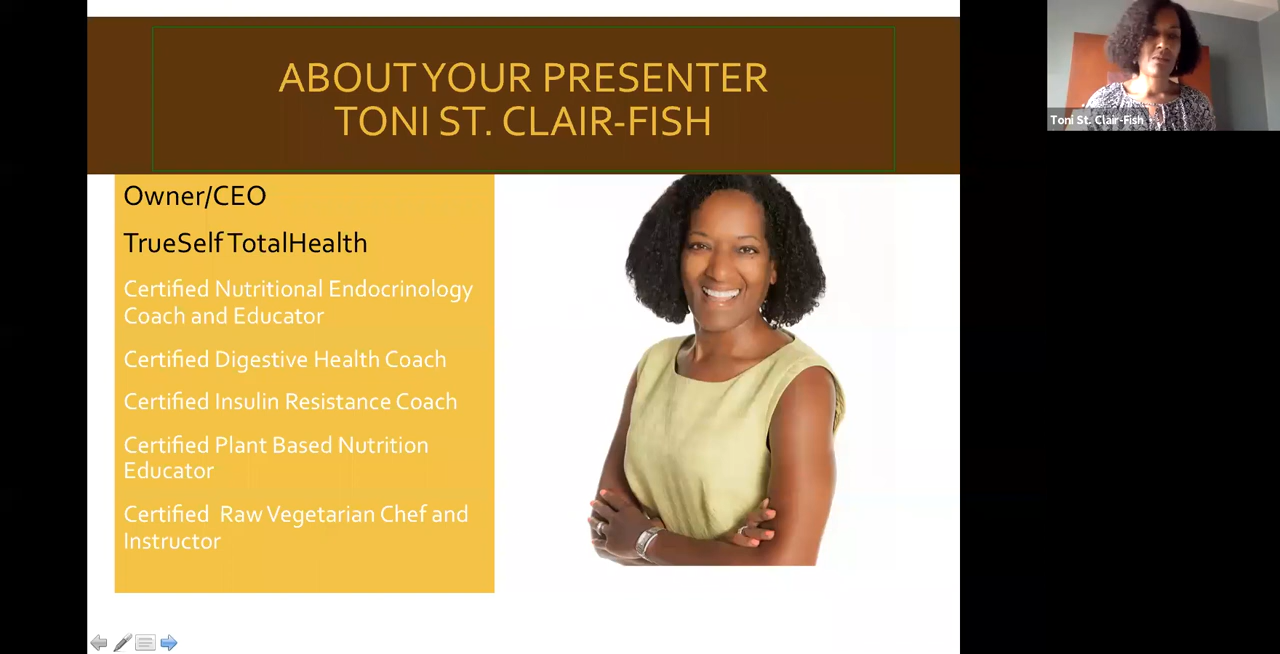 ABOUT YOUR PRESENTER
TONI ST. CLAIR-FISH
Owner/CEO
TrueSelf TotalHealth
Certified Nutritional Endocrinology
Coach and Educator
Certified Digestive Health Coach
Certified Insulin Resistance Coach
Certified Plant Based Nutrition
Educator
Certified  Raw Vegetarian Chef and
Instructor
Toni St. Clair-Fish